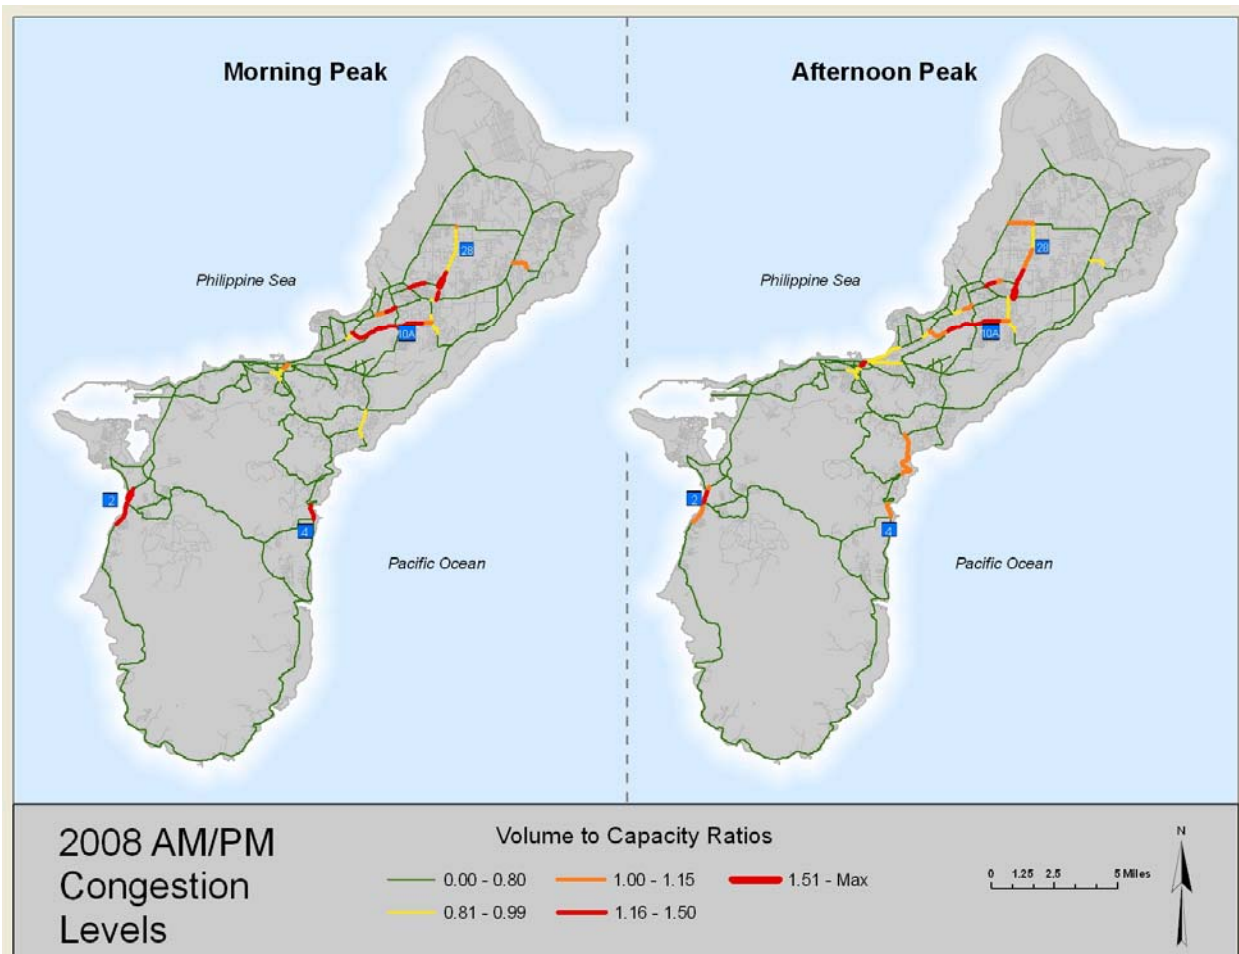 Morning Peak
Afternoon Peak
28
28
Philippine Sea
Philippine Sea
10A
10A
2
2
4
4
Pacific Ocean
Pacific Ocean
2008 AM/PM
Congestion
Levels
Volume to Capacity Ratios
0.00 - 0.80
1.00 - 1.15
1.51 - Max
0.81 - 0.99
1.16 - 1.50
0 1.25 2.5 5 Miles
N